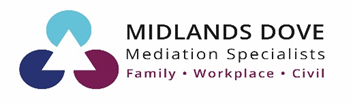 MIDLANDS DOVE
Mediation Specialists
Family • Workplace • Civil